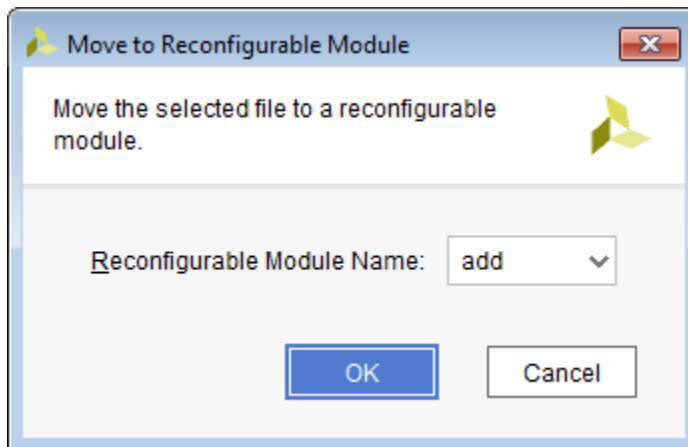 Move to Reconfigurable Module
Move the selected file to a reconfigurable
module.
Reconfigurable Module Name: add
OK Cancel